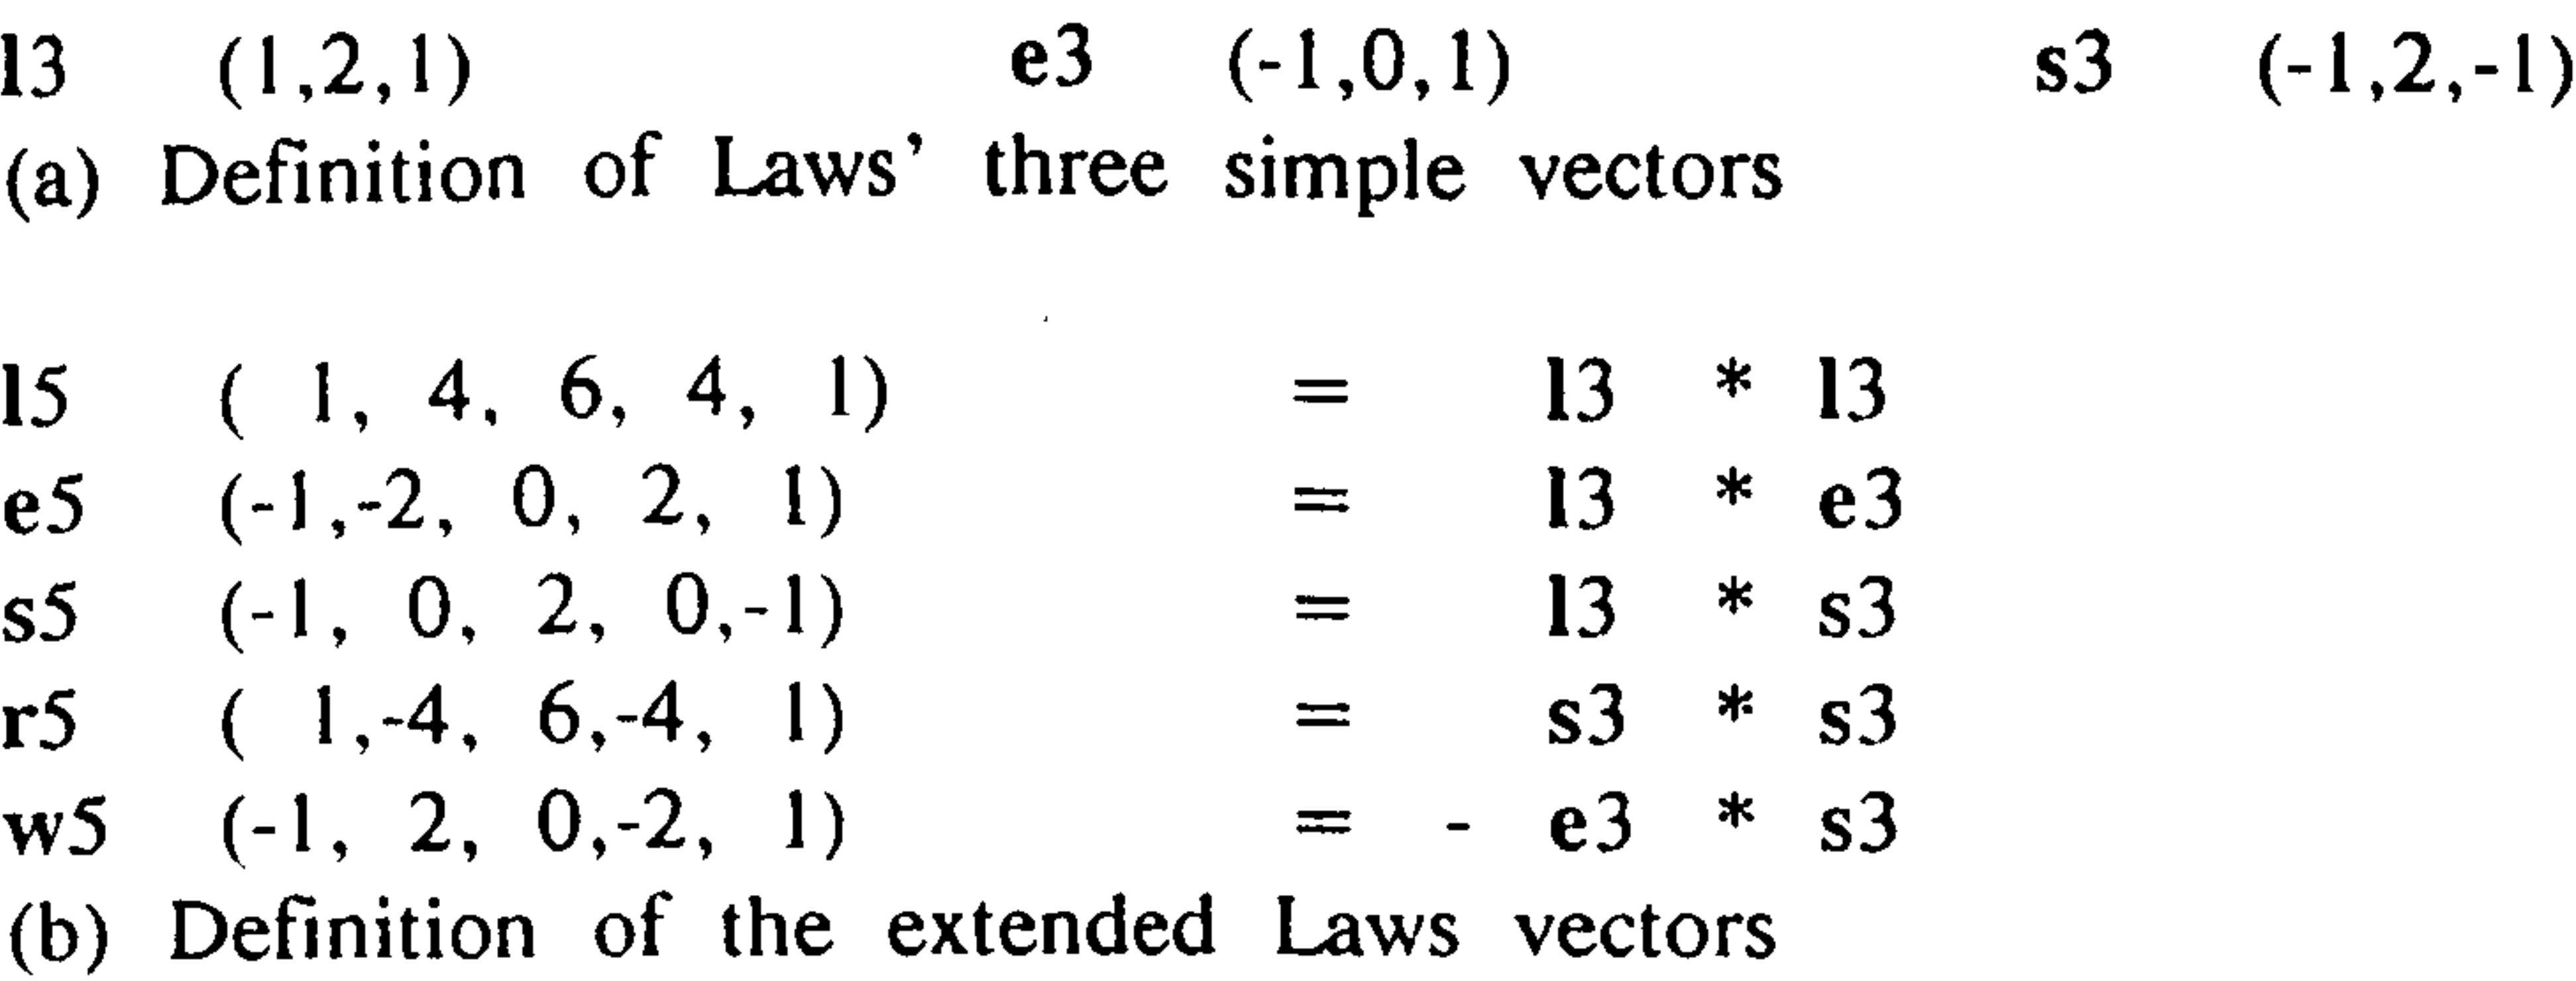 l3 (1,2,1) e3 (-1,0,1) s3 (-1,2,-1)
(a) Definition of Laws' three simple vectors
l5 ( 1, 4, 6, 4, 1) = l3 * l3
e5 (-1,-2, 0, 2, 1) = l3 * e3
s5 (-1, 0, 2, 0,-1) = l3 * s3
r5 ( 1,-4, 6,-4, 1) = s3 * s3
w5 (-1, 2, 0,-2, 1) = - e3 * s3
(b) Definition of the extended Laws vectors